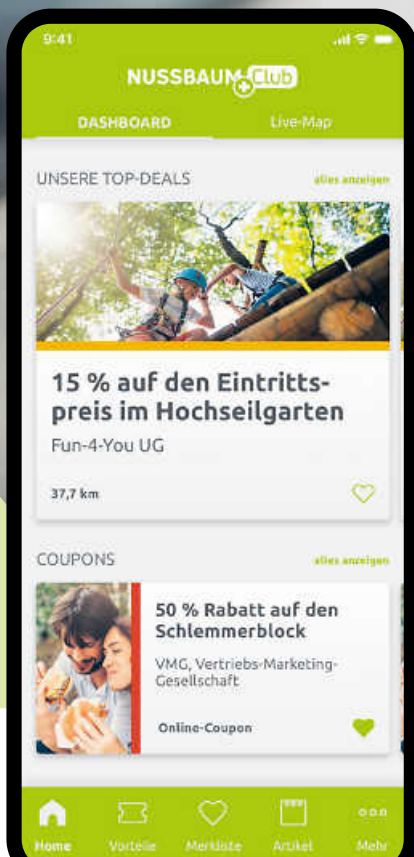 9:41
NUSSBAUM Club
DASHBOARD Live-Map
UNSERE TOP-DEALS alles anzeigen
15 % auf den Eintritts-
preis im Hochseilgarten
Fun-4-You UG
37,7 km
COUPONS alles anzeigen
50 % Rabatt auf den
Schlemmerblock
VMG, Vertriebs-Marketing-
Gesellschaft
Online-Coupon
Home Vorteile Merkliste Artikel Mehr